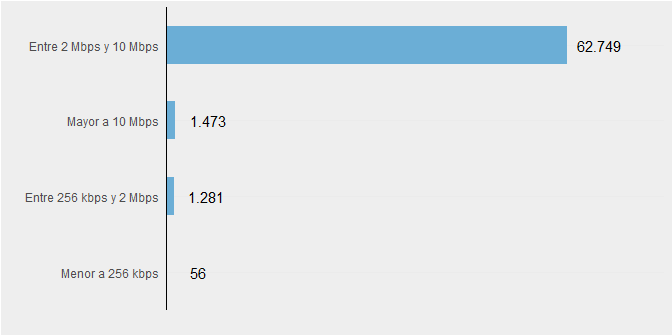 Entre 2 Mbps y 10 Mbps 62.749
Mayor a 10 Mbps 1.473
Entre 256 kbps y 2 Mbps 1.281
Menor a 256 kbps 56